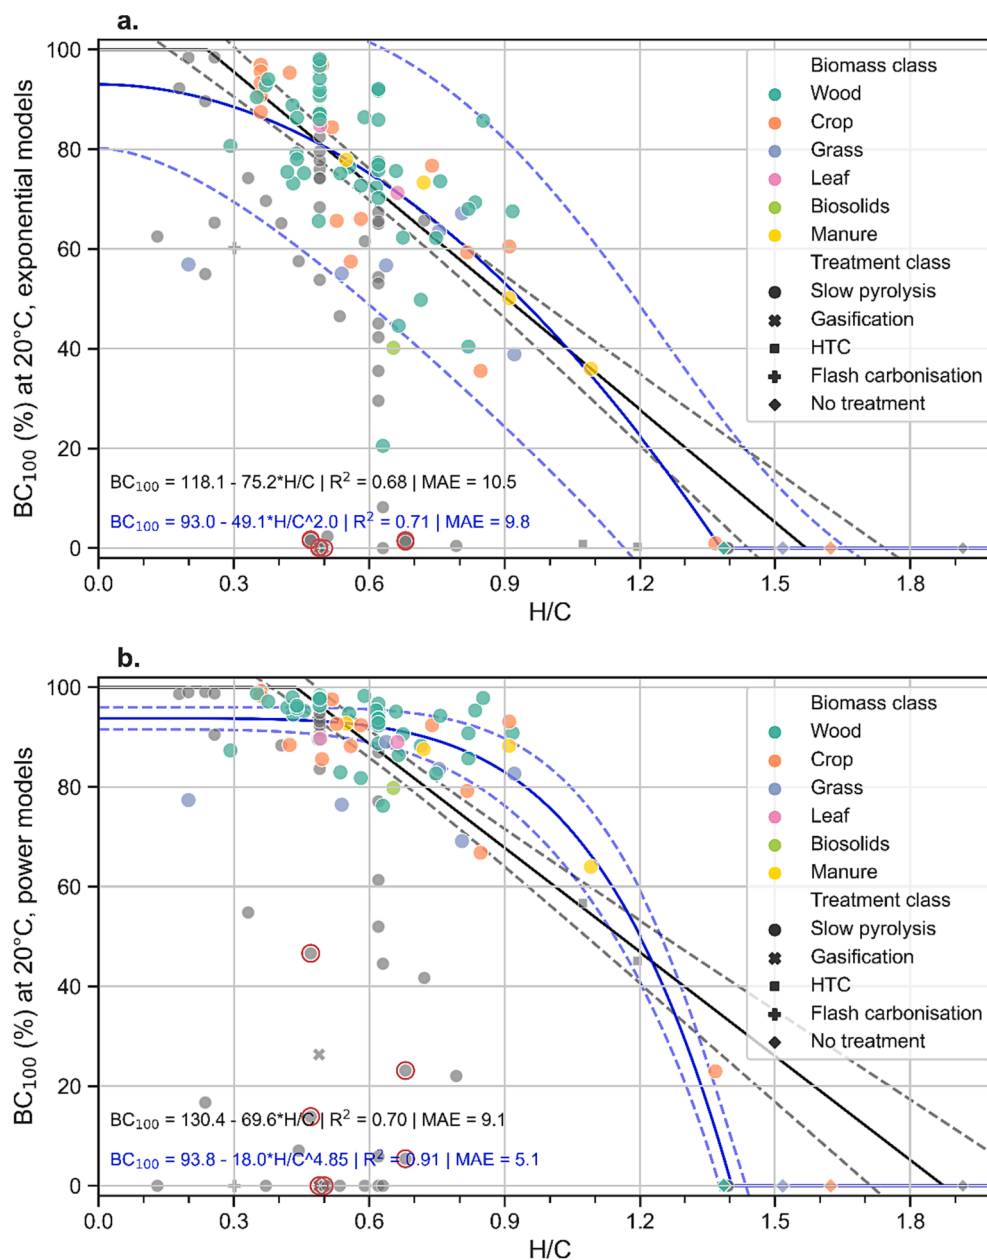 a.
BC₁₀₀ (%) at 20°C, exponential models
100
80
60
40
20
0
Biomass class
Wood
Crop
Grass
Leaf
Biosolids
Manure
Treatment class
Slow pyrolysis
Gasification
HTC
Flash carbonisation
No treatment
BC₁₀₀ = 118.1 - 75.2*H/C | R² = 0.68 | MAE = 10.5
BC₁₀₀ = 93.0 - 49.1*H/C^2.0 | R² = 0.71 | MAE = 9.8
0.0 0.3 0.6 0.9 1.2 1.5 1.8
H/C
b.
BC₁₀₀ (%) at 20°C, power models
100
80
60
40
20
0
Biomass class
Wood
Crop
Grass
Leaf
Biosolids
Manure
Treatment class
Slow pyrolysis
Gasification
HTC
Flash carbonisation
No treatment
BC₁₀₀ = 130.4 - 69.6*H/C | R² = 0.70 | MAE = 9.1
BC₁₀₀ = 93.8 - 18.0*H/C^4.85 | R² = 0.91 | MAE = 5.1
0.0 0.3 0.6 0.9 1.2 1.5 1.8
H/C